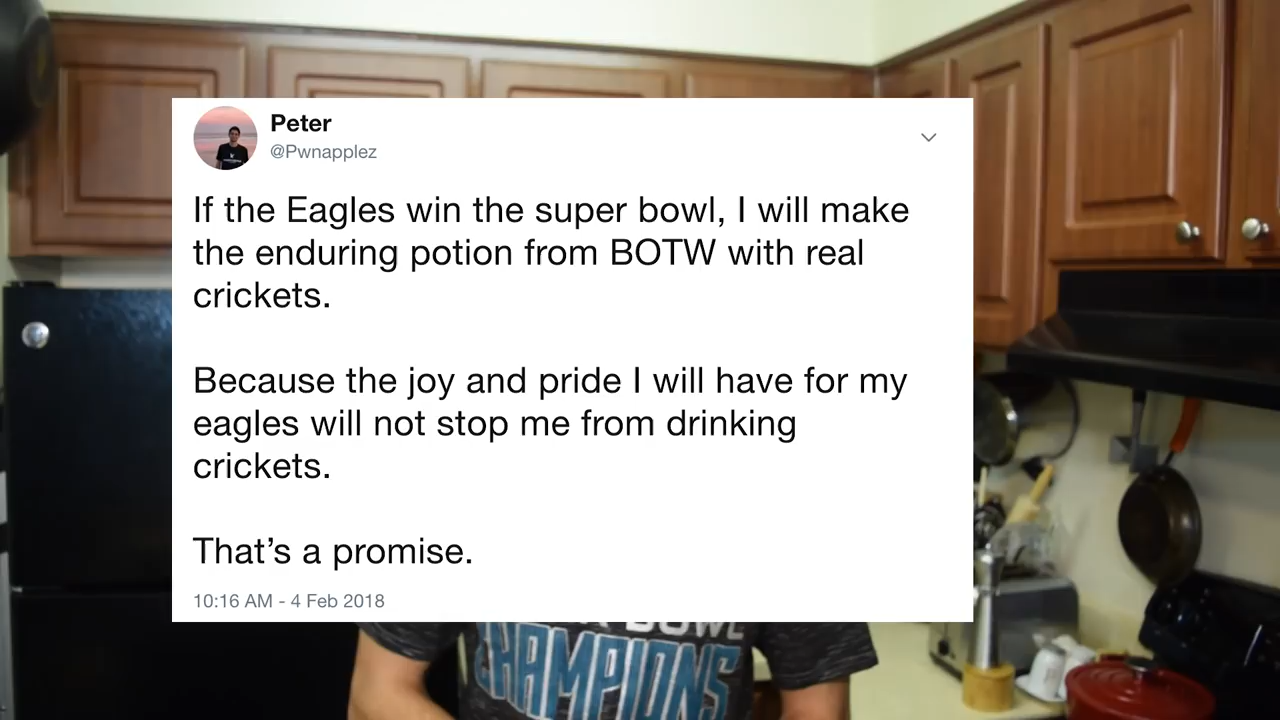 Peter
@Pwnapplez
If the Eagles win the super bowl, I will make
the enduring potion from BOTW with real
crickets.
Because the joy and pride I will have for my
eagles will not stop me from drinking
crickets.
That’s a promise.
10:16 AM - 4 Feb 2018
BOWL
CHAMPIONS